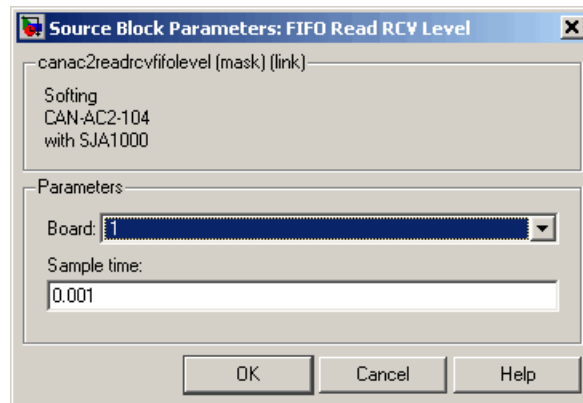 Source Block Parameters: FIFO Read RCV Level
canac2readrcvfifolevel (mask) (link)
Softing
CAN-AC2-104
with SJA1000
Parameters
Board: 1
Sample time:
0.001
OK Cancel Help